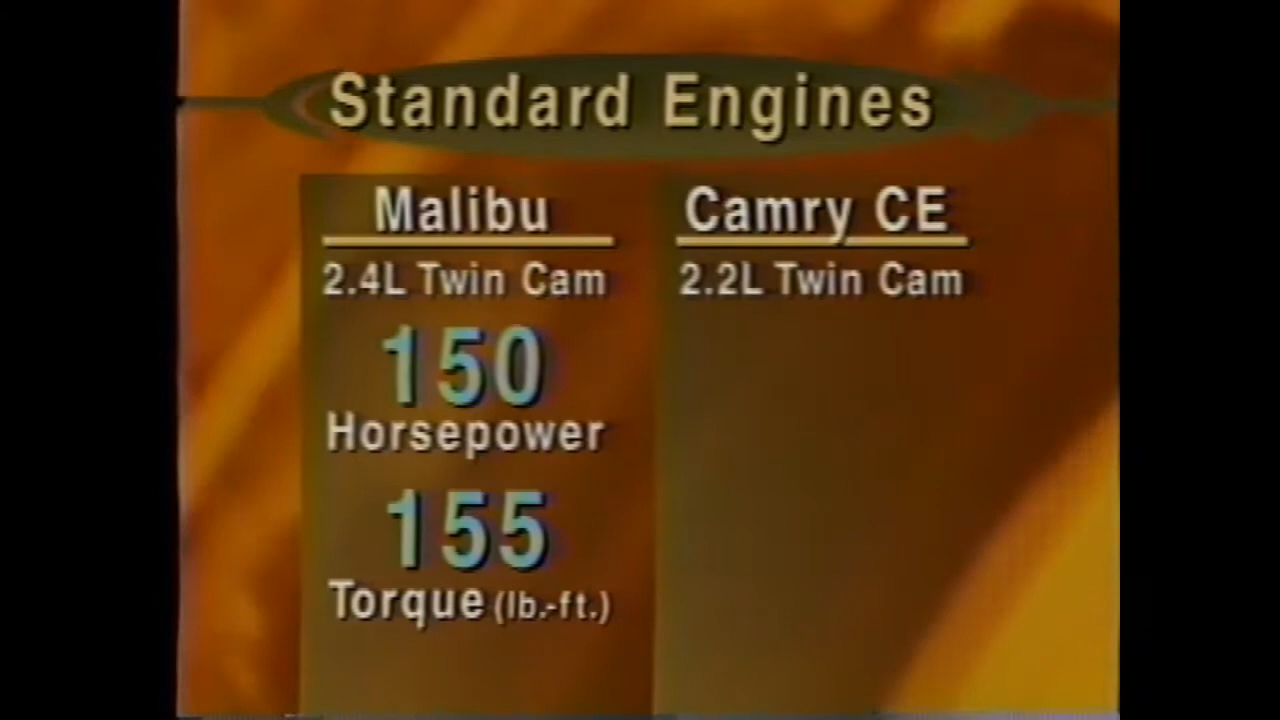 Standard Engines
Malibu
2.4L Twin Cam
150
Horsepower
155
Torque (lb.-ft.)
Camry CE
2.2L Twin Cam